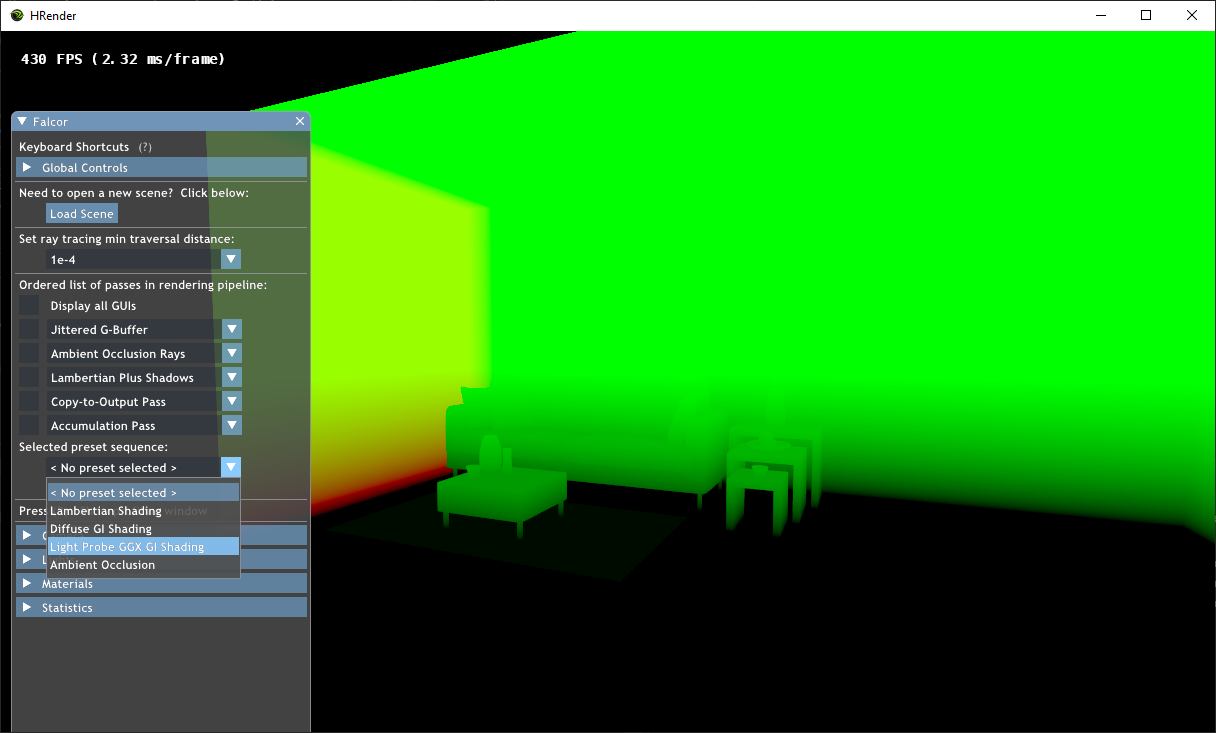 HRender
430 FPS (2.32 ms/frame)
Falcor
Keyboard Shortcuts (?)
Global Controls
Need to open a new scene? Click below:
Load Scene
Set ray tracing min traversal distance:
1e-4
Ordered list of passes in rendering pipeline:
Display all GUIs
Jittered G-Buffer
Ambient Occlusion Rays
Lambertian Plus Shadows
Copy-to-Output Pass
Accumulation Pass
Selected preset sequence:
< No preset selected >
< No preset selected >
Lambertian Shading
Press window
Diffuse GI Shading
Light Probe GGX GI Shading
Ambient Occlusion
Materials
Statistics